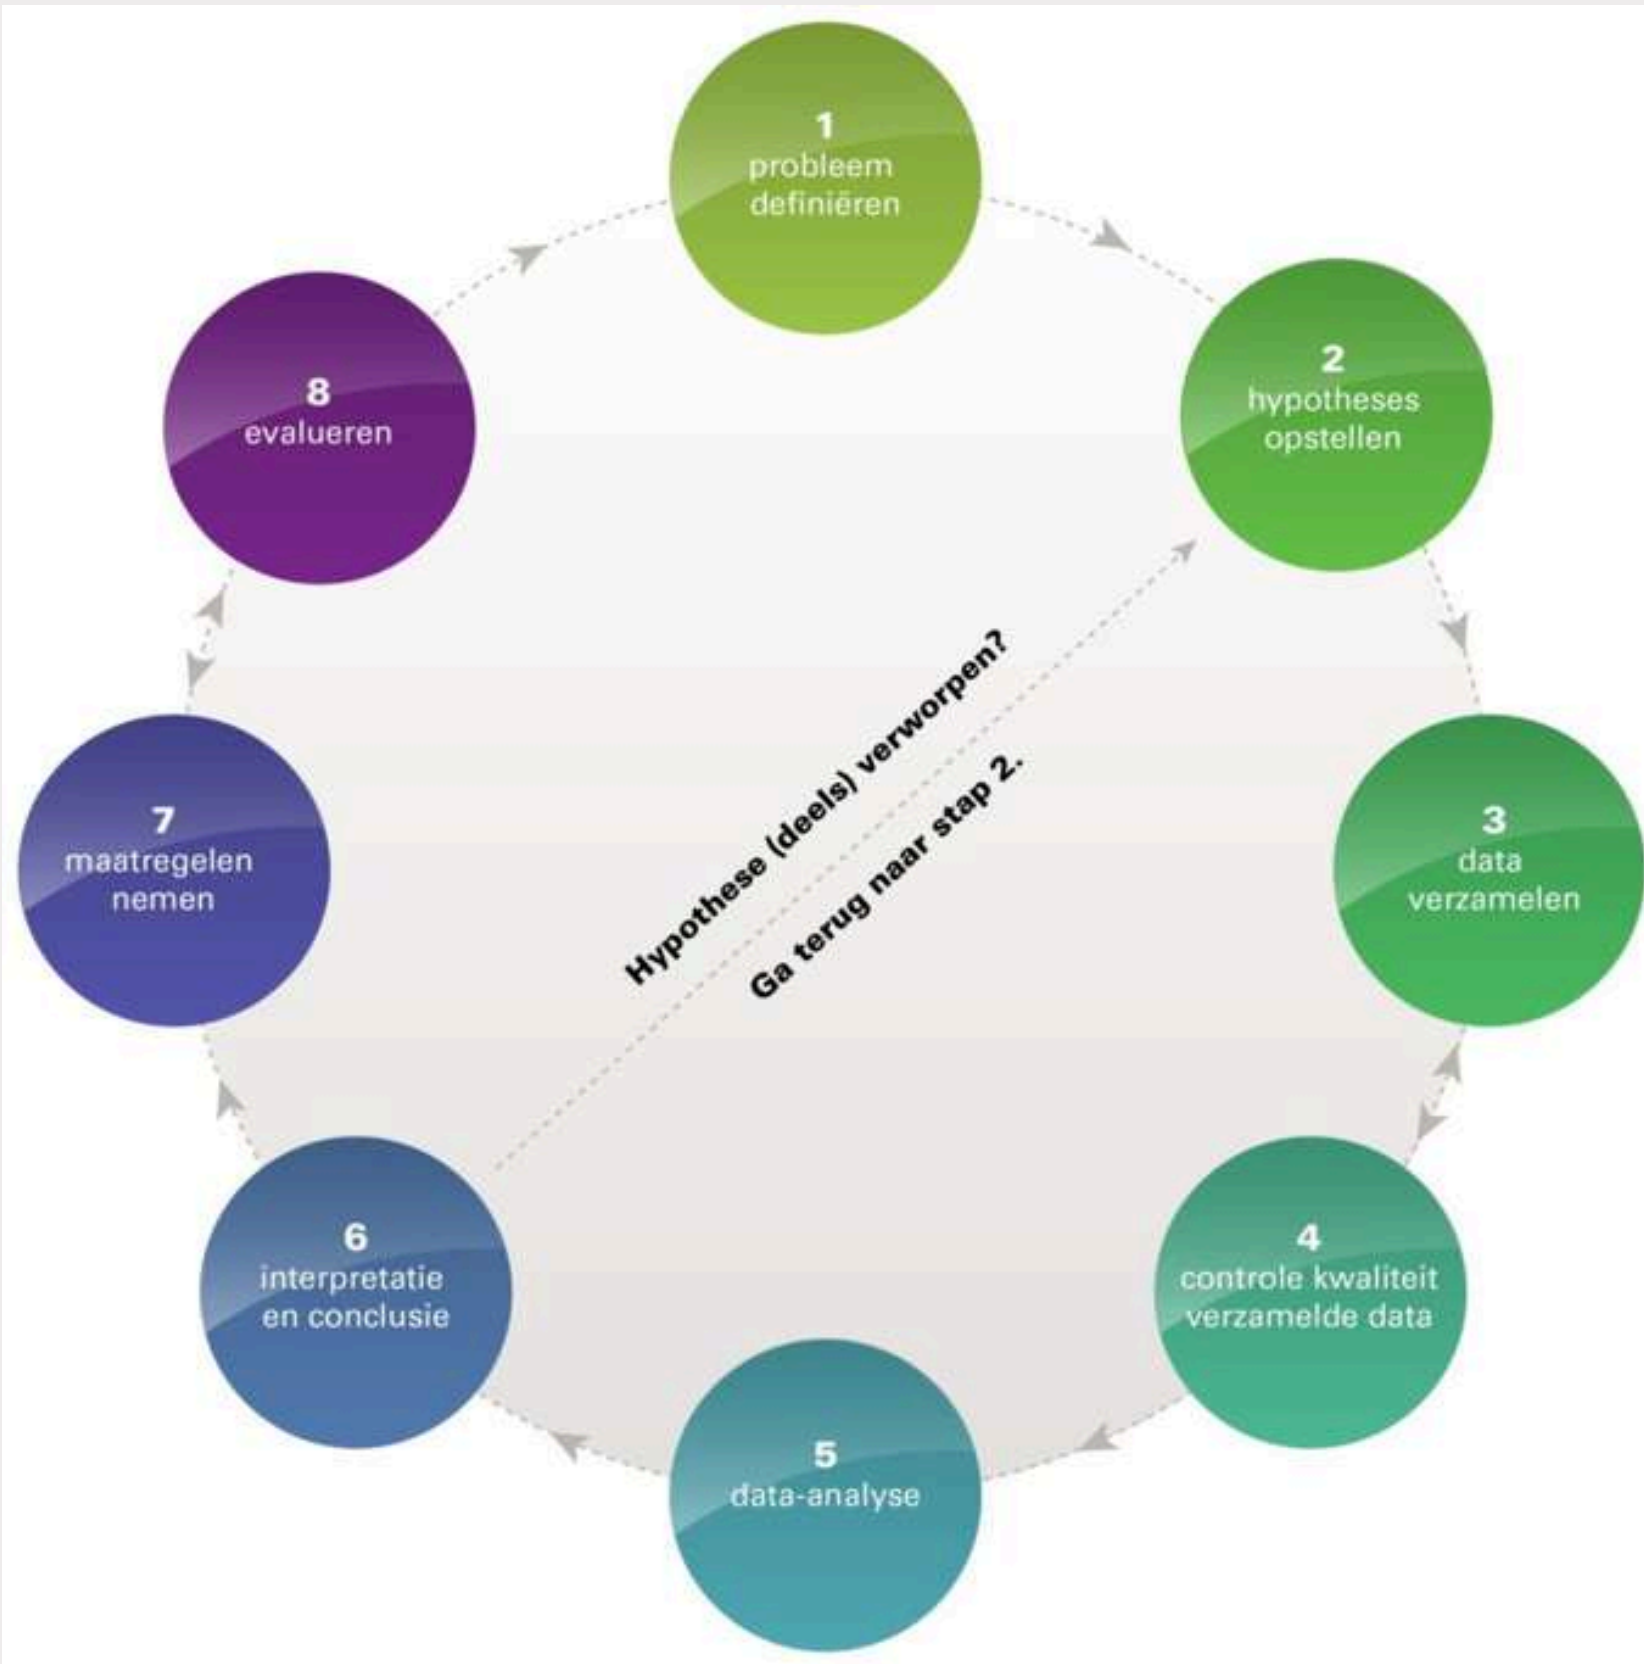 1
probleem
definiëren
2
hypotheses
opstellen
3
data
verzamelen
4
controle kwaliteit
verzamelde data
5
data-analyse
6
interpretatie
en conclusie
7
maatregelen
nemen
8
evalueren
Hypothese (deels) verworpen?
Ga terug naar stap 2.